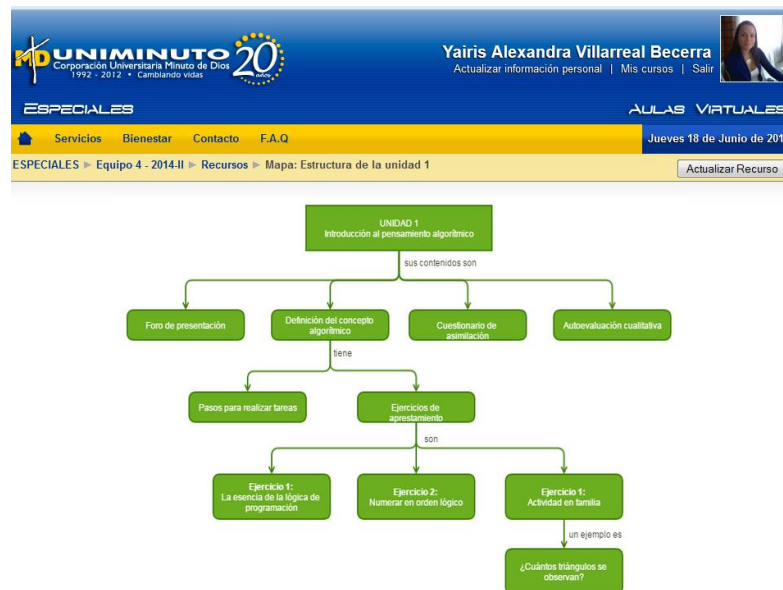 UNIMINUTO
Corporación Universitaria Minuto de Dios
1992 - 2012 • Cambiando vidas
20
años
Yairis Alexandra Villarreal Becerra
Actualizar información personal | Mis cursos | Salir
ESPECIALES
AULAS VIRTUALES
Servicios Bienestar Contacto F.A.Q
Jueves 18 de Junio de 201
ESPECIALES ► Equipo 4 - 2014-II ► Recursos ► Mapa: Estructura de la unidad 1
Actualizar Recurso
UNIDAD 1
Introducción al pensamiento algorítmico
sus contenidos son
Foro de presentación
Definición del concepto
algorítmico
Cuestionario de
asimilación
Autoevaluación cualitativa
tiene
Pasos para realizar tareas
Ejercicios de
aprestamiento
son
Ejercicio 1:
La esencia de la lógica de
programación
Ejercicio 2:
Numerar en orden lógico
Ejercicio 1:
Actividad en familia
un ejemplo es
¿Cuántos triángulos se
observan?